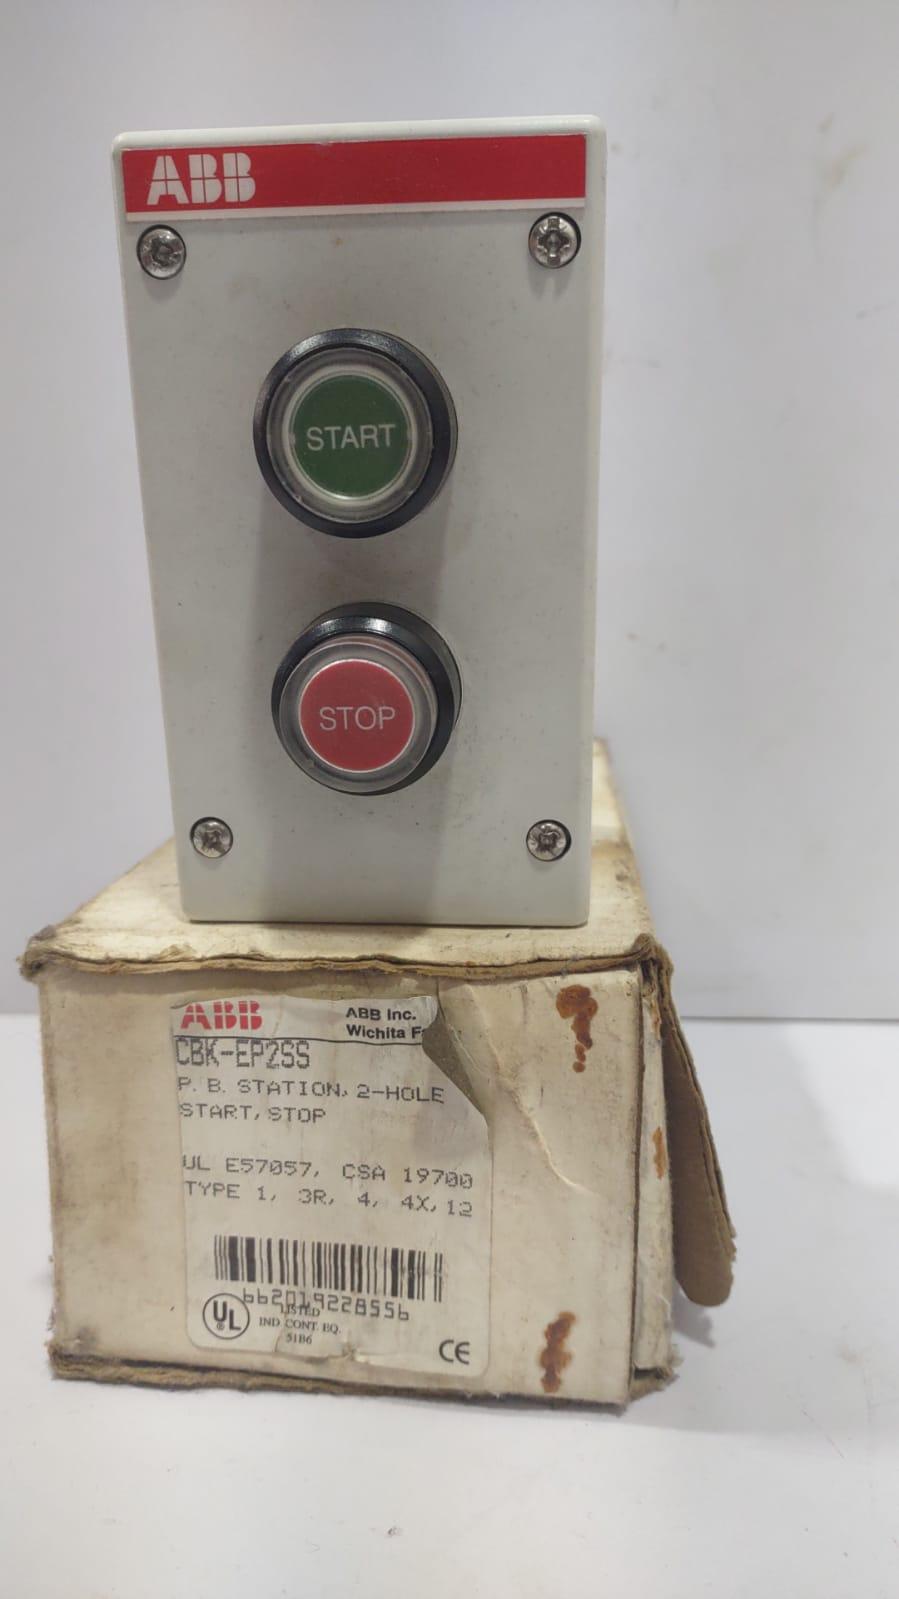 ABB
START
STOP
ABB
ABB Inc.
Wichita
CBK-EP2SS
P.B. STATION, 2-HOLE
START, STOP
UL E57057, CSA 19700
TYPE 1, 3R, 4, 4X, 12
662019228556
UL
LISTED
IND. CONT. EQ.
51B6
CE